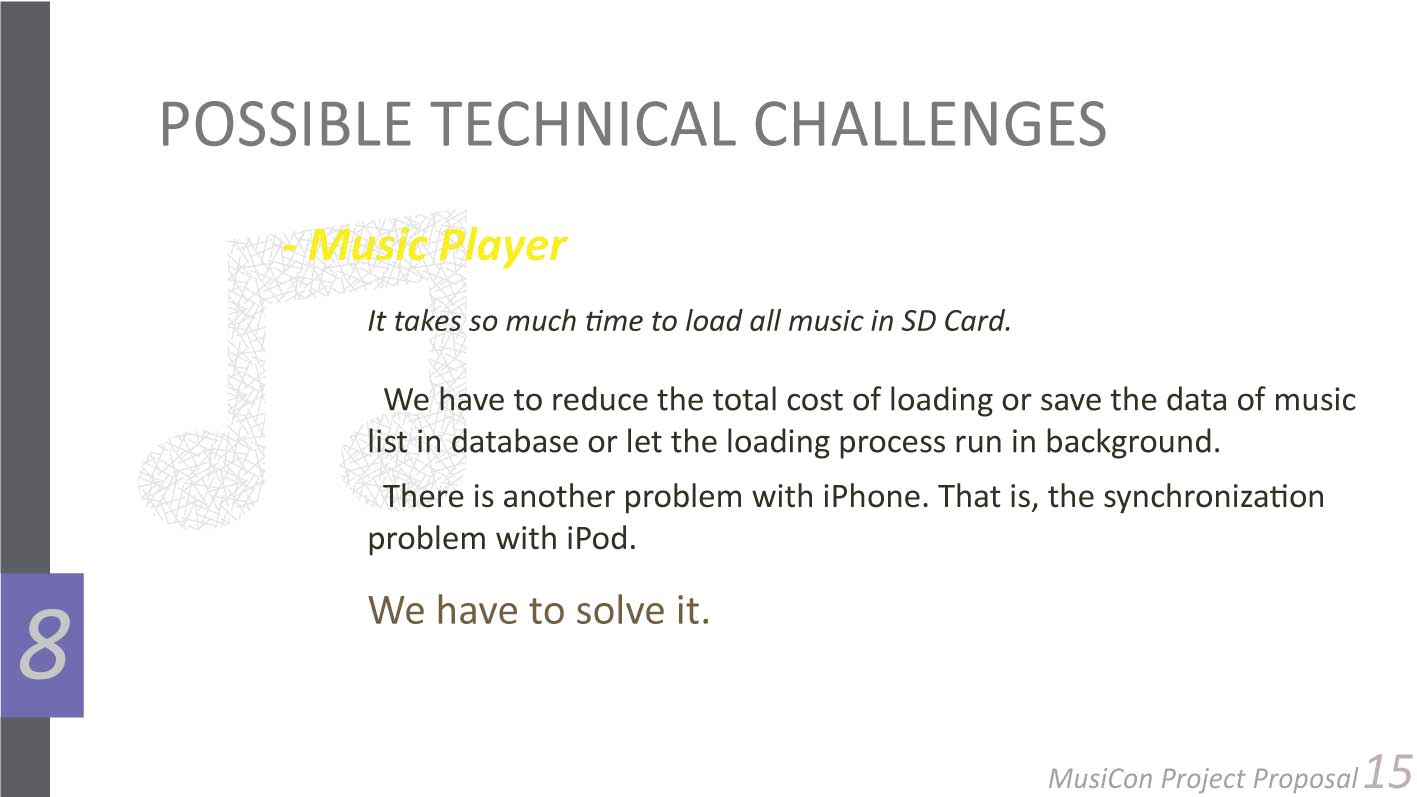 POSSIBLE TECHNICAL CHALLENGES
- Music Player
It takes so much time to load all music in SD Card.
We have to reduce the total cost of loading or save the data of music
list in database or let the loading process run in background.
There is another problem with iPhone. That is, the synchronization
problem with iPod.
We have to solve it.
8
MusiCon Project Proposal 15